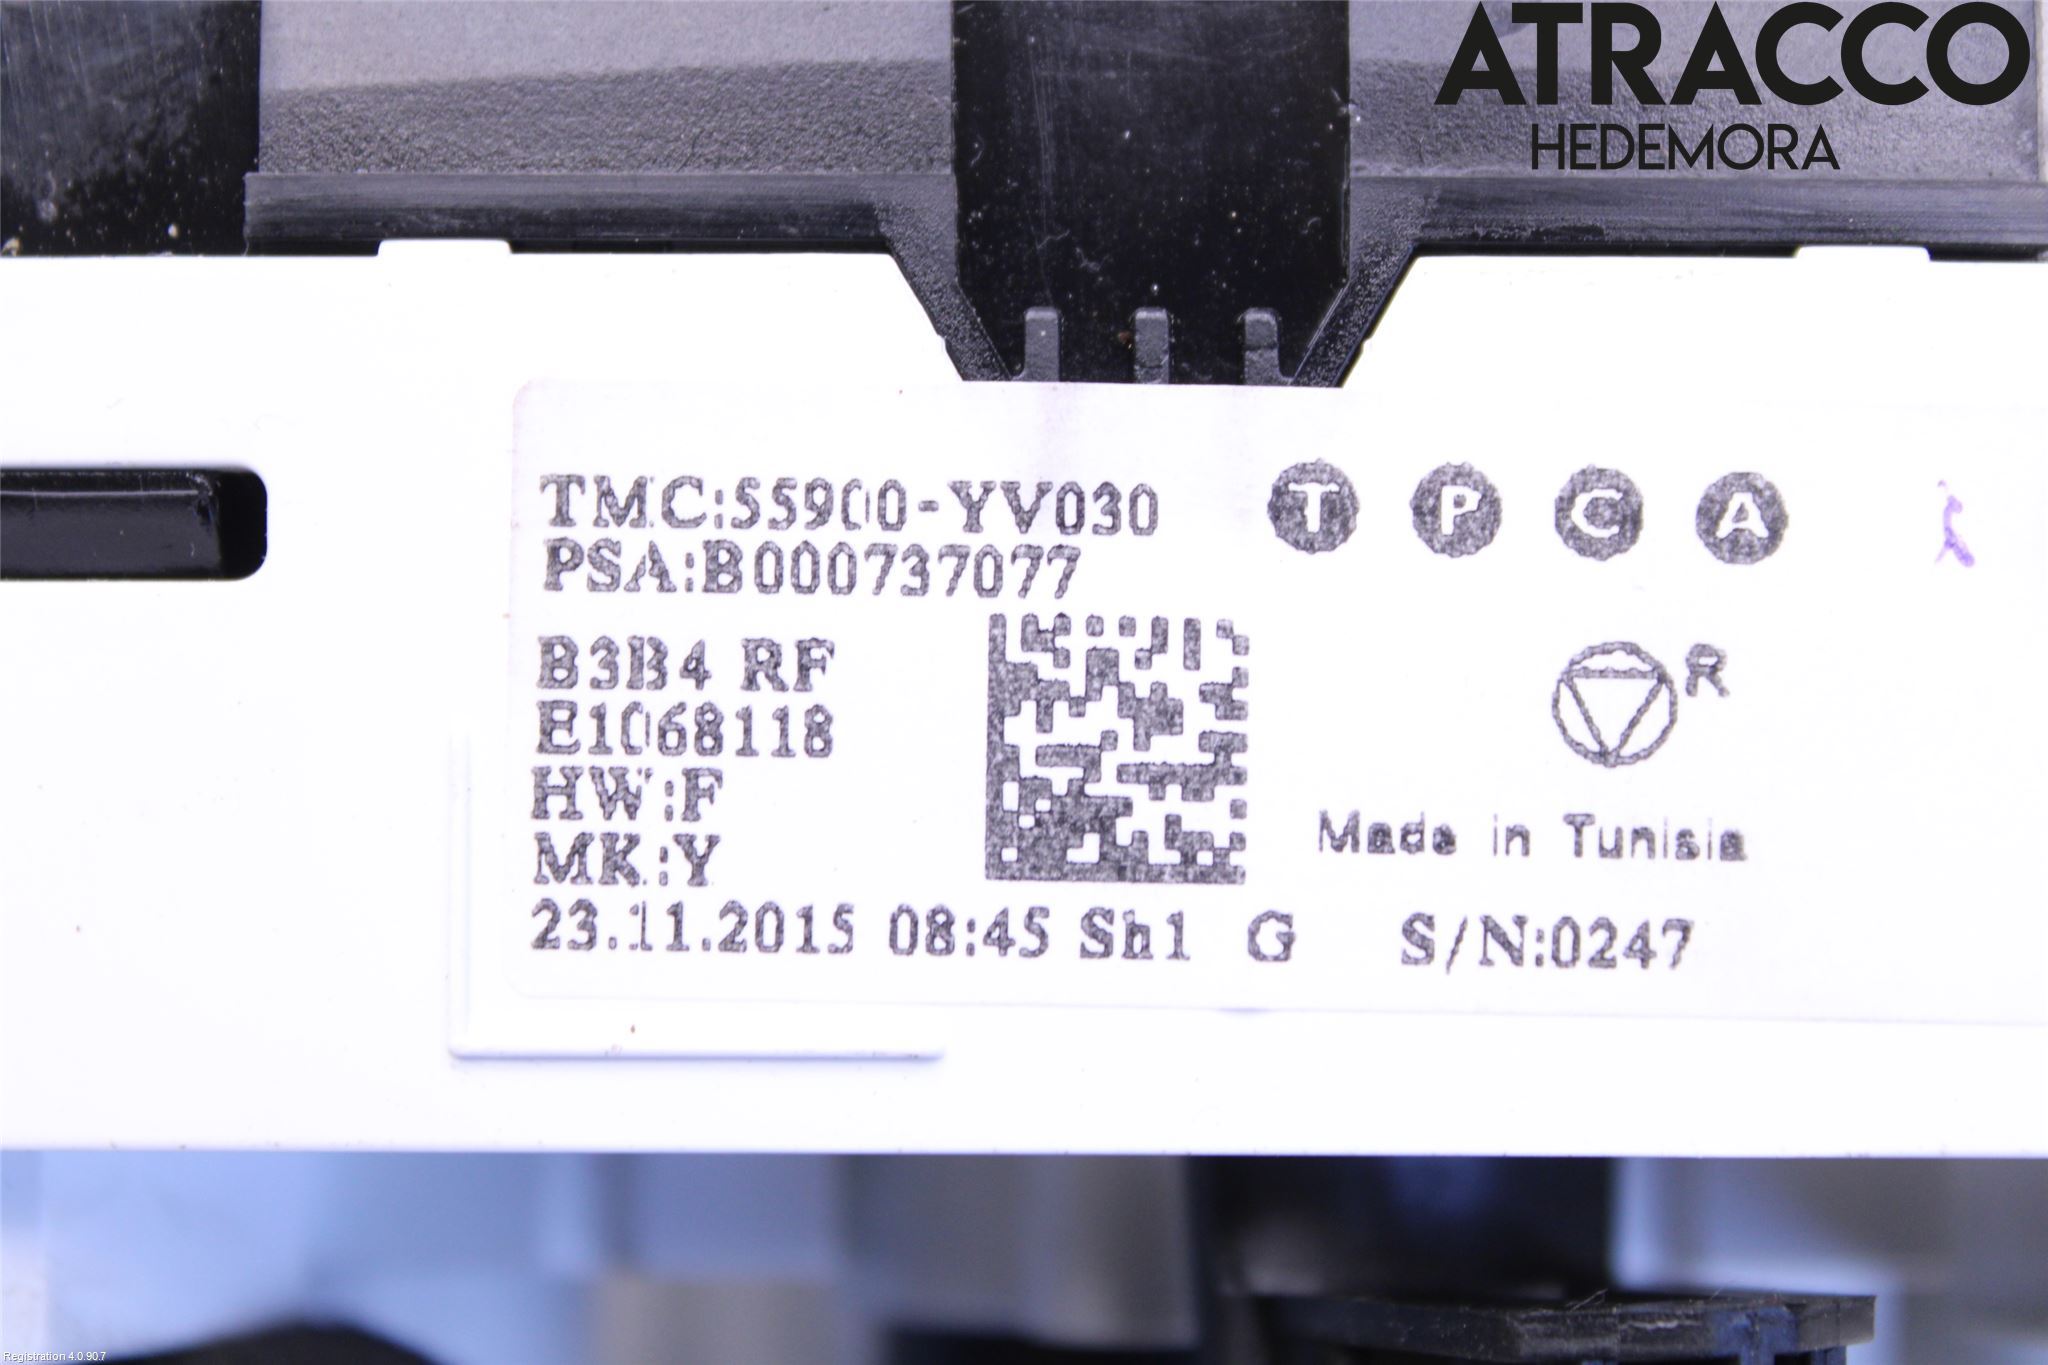 ATRACCO
HEDEMORA
TMC:55900-YV030
T P C A
PSA:B000737077
B3B4 RF
R
E1068118
HW:F
MK:Y
Made in Tunisia
23.11.2015 08:45 Sh1 G S/N:0247
Registration 4.0.90.7